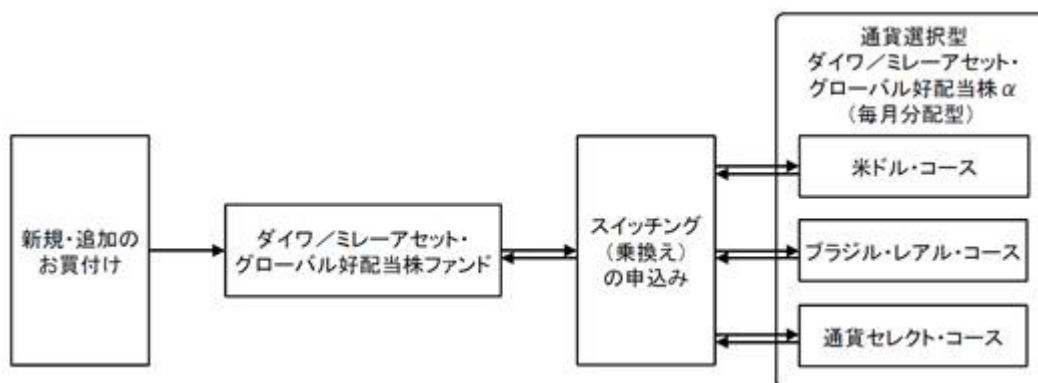 新規・追加の
お買付け
ダイワ／ミレーアセット・
グローバル好配当株ファンド
スイッチング
（乗換え）
の申込み
通貨選択型
ダイワ／ミレーアセット・
グローバル好配当株α
（毎月分配型）
米ドル・コース
ブラジル・レアル・コース
通貨セレクト・コース